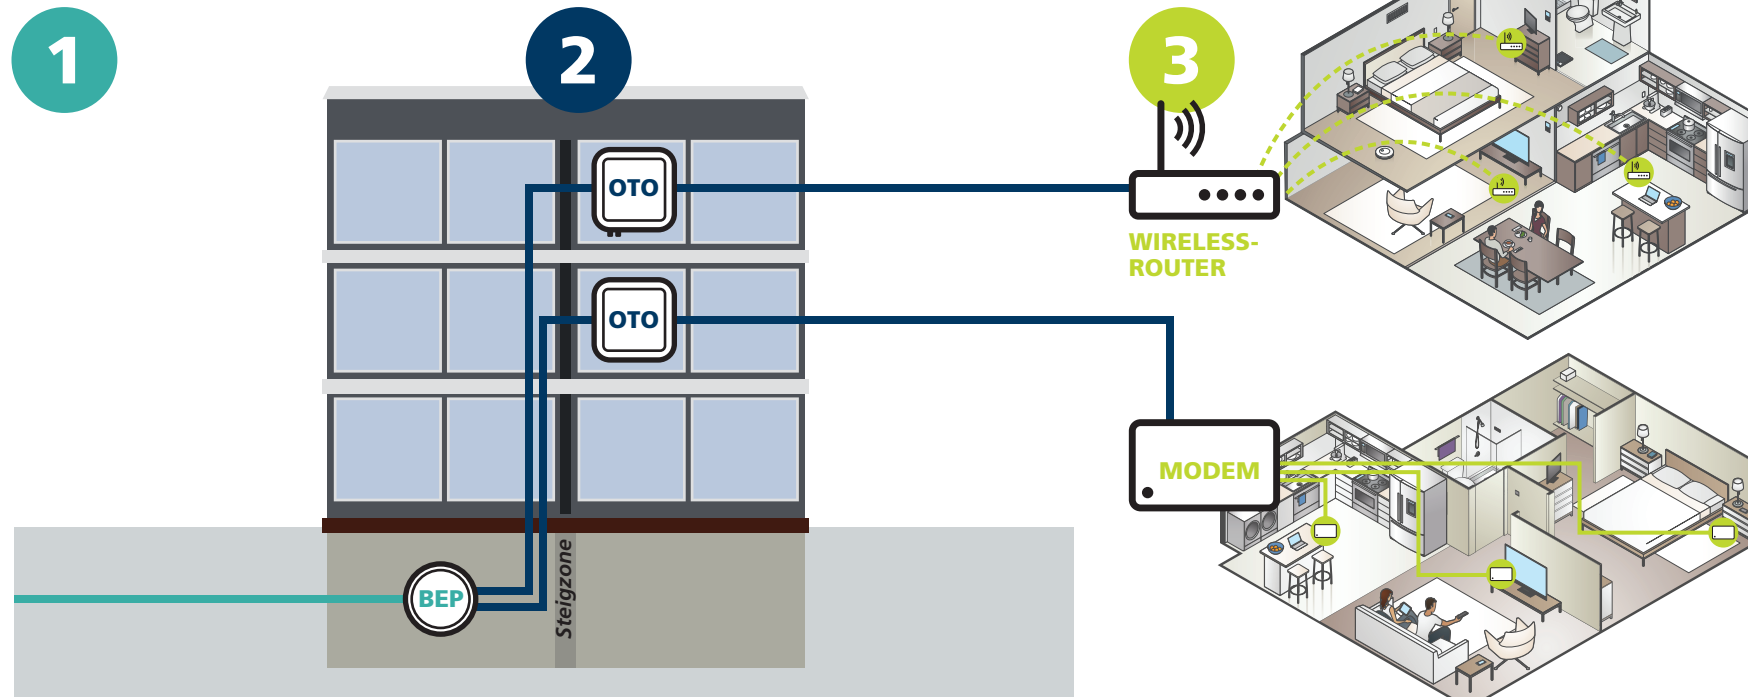 1
2
3
OTO
WIRELESS-
ROUTER
OTO
MODEM
BEP
Steigzone